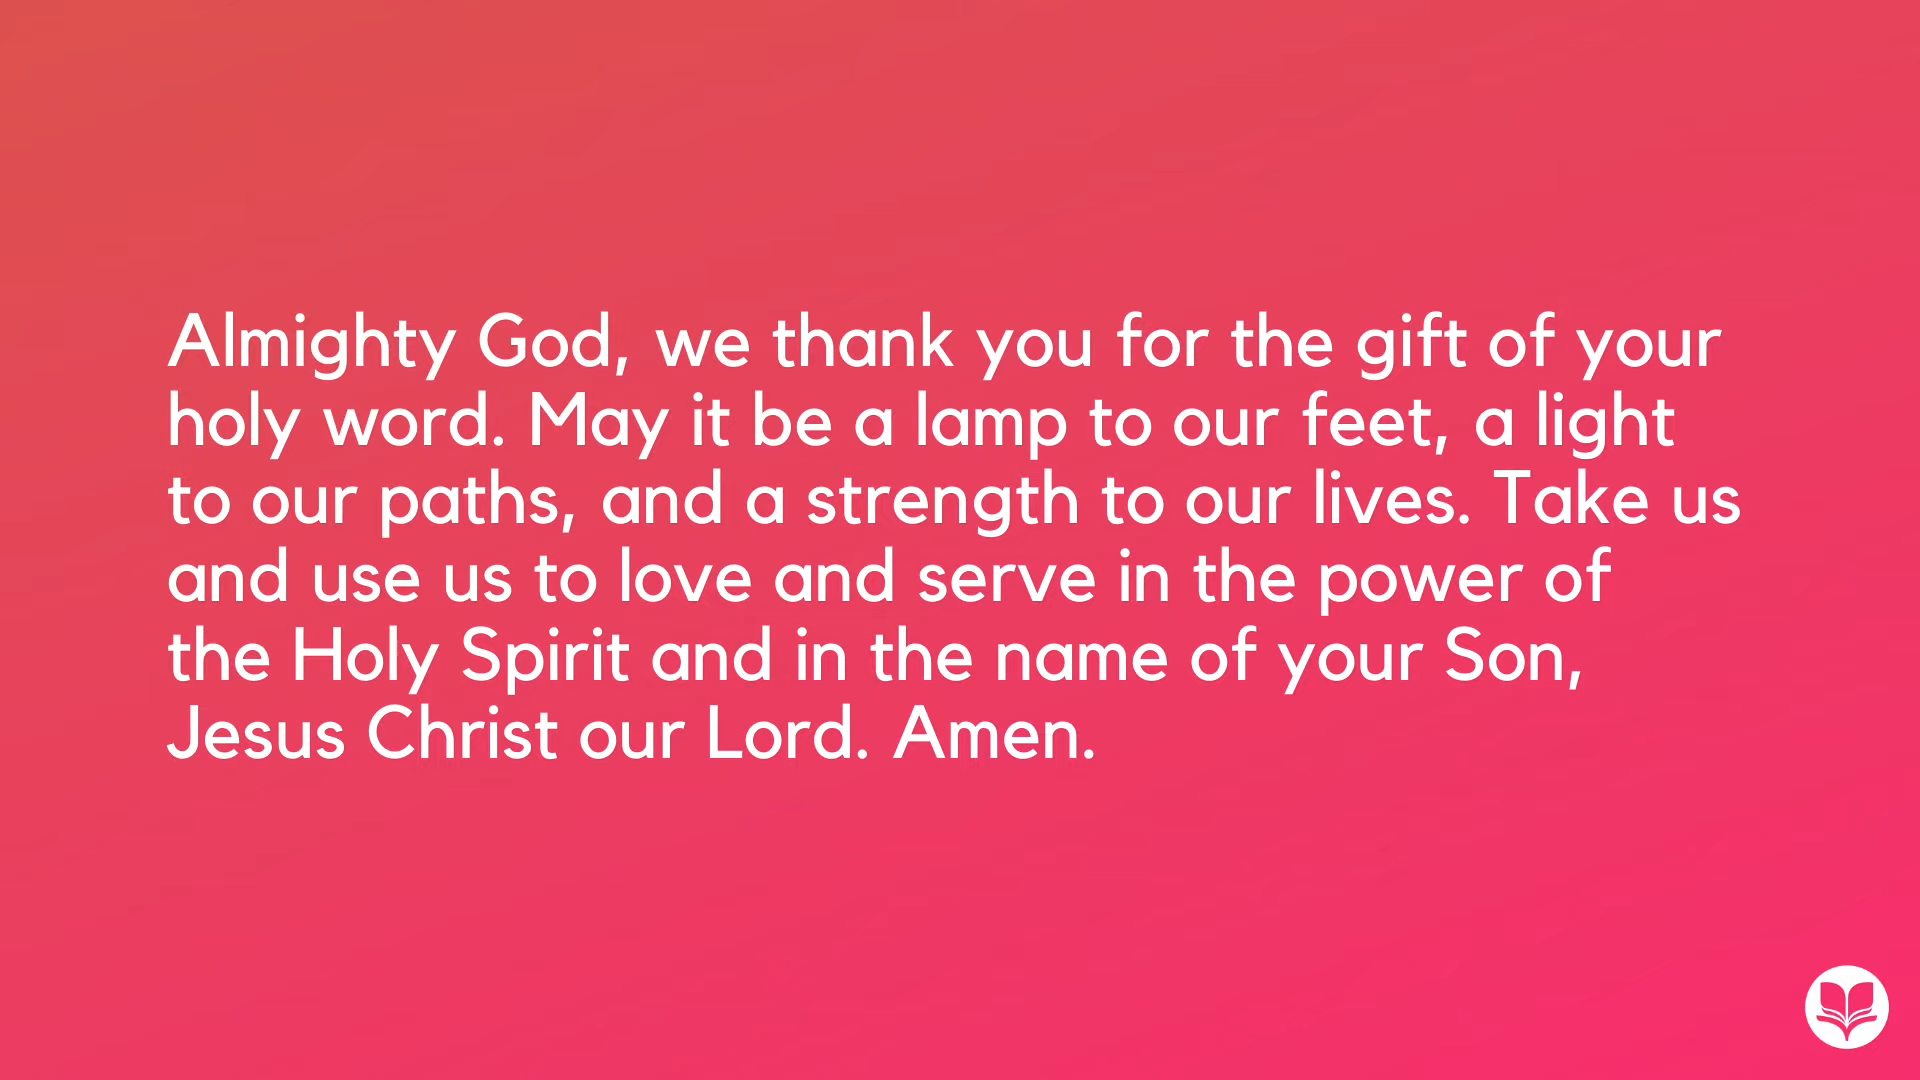 Almighty God, we thank you for the gift of your
holy word. May it be a lamp to our feet, a light
to our paths, and a strength to our lives. Take us
and use us to love and serve in the power of
the Holy Spirit and in the name of your Son,
Jesus Christ our Lord. Amen.